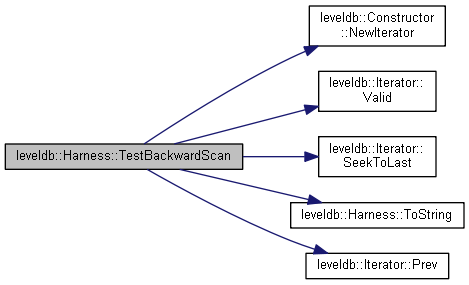 leveldb::Harness::TestBackwardScan
leveldb::Constructor
::NewIterator
leveldb::Iterator::
Valid
leveldb::Iterator::
SeekToLast
leveldb::Harness::ToString
leveldb::Iterator::Prev